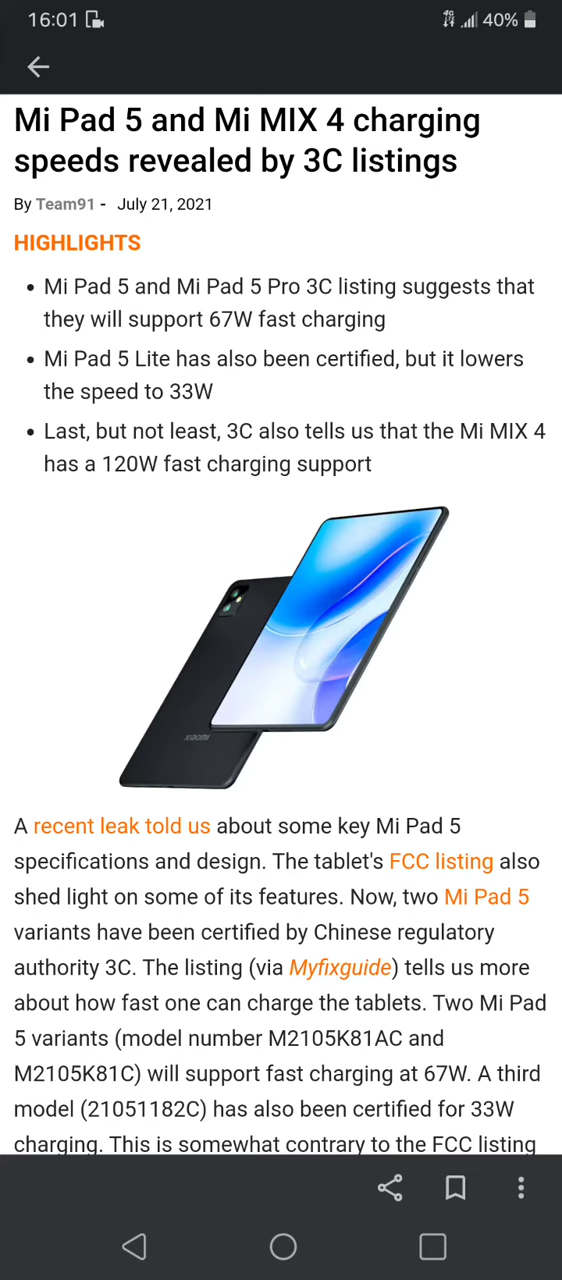 16:01
4G
LTE
40%
Mi Pad 5 and Mi MIX 4 charging
speeds revealed by 3C listings
By Team91 - July 21, 2021
HIGHLIGHTS
• Mi Pad 5 and Mi Pad 5 Pro 3C listing suggests that
they will support 67W fast charging
• Mi Pad 5 Lite has also been certified, but it lowers
the speed to 33W
• Last, but not least, 3C also tells us that the Mi MIX 4
has a 120W fast charging support
xiaomi
A recent leak told us about some key Mi Pad 5
specifications and design. The tablet's FCC listing also
shed light on some of its features. Now, two Mi Pad 5
variants have been certified by Chinese regulatory
authority 3C. The listing (via Myfixguide) tells us more
about how fast one can charge the tablets. Two Mi Pad
5 variants (model number M2105K81AC and
M2105K81C) will support fast charging at 67W. A third
model (21051182C) has also been certified for 33W
charging. This is somewhat contrary to the FCC listing